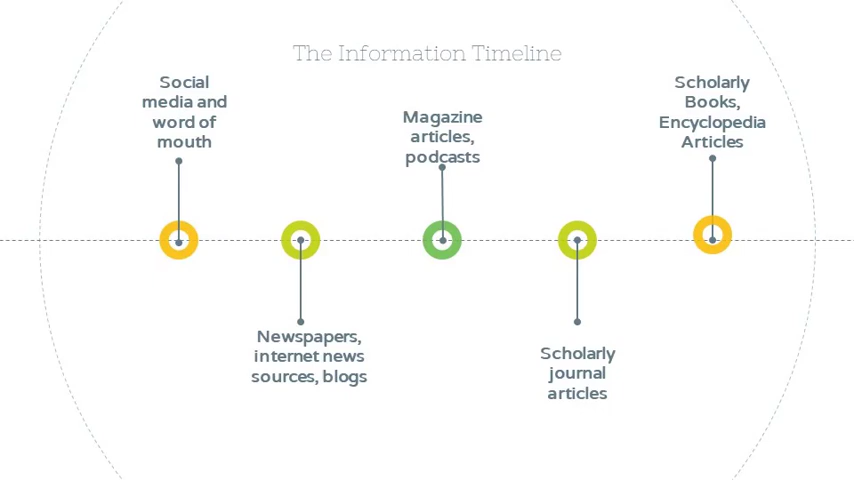 The Information Timeline
Social
media and
word of
mouth
Newspapers,
internet news
sources, blogs
Magazine
articles,
podcasts
Scholarly
journal
articles
Scholarly
Books,
Encyclopedia
Articles